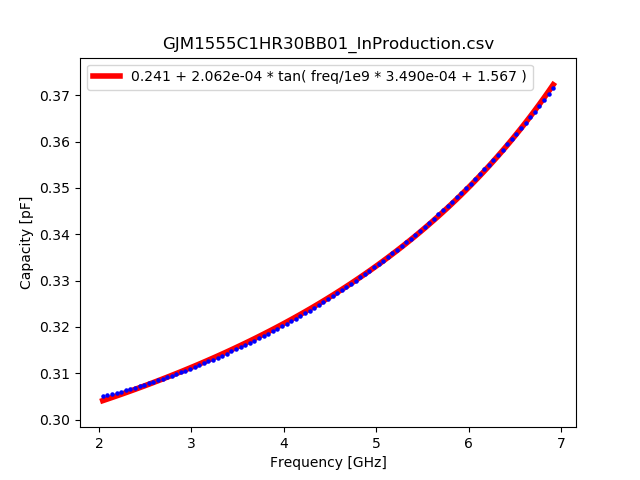 GJM1555C1HR30BB01_InProduction.csv
0.241 + 2.062e-04 * tan( freq/1e9 * 3.490e-04 + 1.567 )
0.37
0.36
0.35
0.34
0.33
0.32
0.31
0.30
Capacity [pF]
2 3 4 5 6 7
Frequency [GHz]